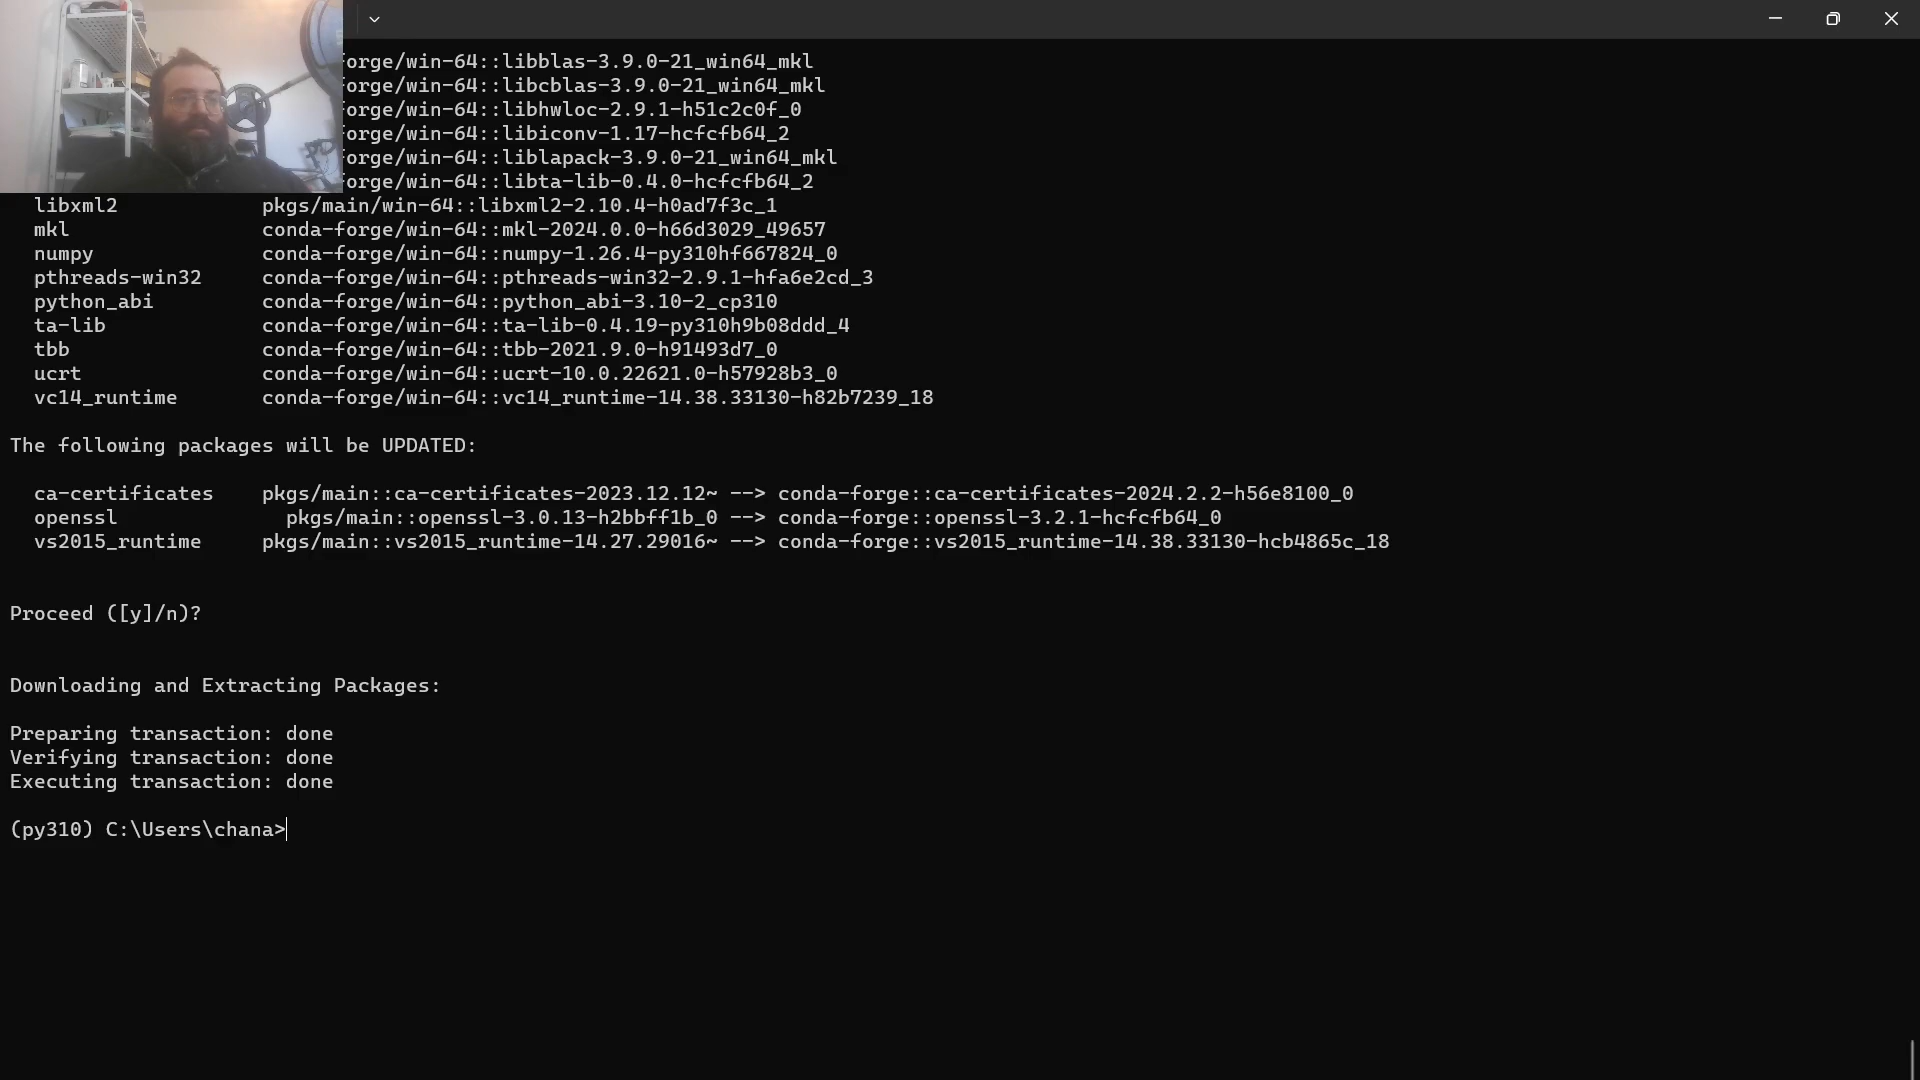 orge/win-64::libblas-3.9.0-21_win64_mkl
orge/win-64::libcblas-3.9.0-21_win64_mkl
orge/win-64::libhwloc-2.9.1-h51c2c0f_0
orge/win-64::libiconv-1.17-hcfcfb64_2
orge/win-64::liblapack-3.9.0-21_win64_mkl
orge/win-64::libta-lib-0.4.0-hcfcfb64_2
libxml2 pkgs/main/win-64::libxml2-2.10.4-h0ad7f3c_1
mkl conda-forge/win-64::mkl-2024.0.0-h66d3029_49657
numpy conda-forge/win-64::numpy-1.26.4-py310hf667824_0
pthreads-win32 conda-forge/win-64::pthreads-win32-2.9.1-hfa6e2cd_3
python_abi conda-forge/win-64::python_abi-3.10-2_cp310
ta-lib conda-forge/win-64::ta-lib-0.4.19-py310h9b08ddd_4
tbb conda-forge/win-64::tbb-2021.9.0-h91493d7_0
ucrt conda-forge/win-64::ucrt-10.0.22621.0-h57928b3_0
vc14_runtime conda-forge/win-64::vc14_runtime-14.38.33130-h82b7239_18
The following packages will be UPDATED:
ca-certificates pkgs/main::ca-certificates-2023.12.12~ --> conda-forge::ca-certificates-2024.2.2-h56e8100_0
openssl pkgs/main::openssl-3.0.13-h2bbff1b_0 --> conda-forge::openssl-3.2.1-hcfcfb64_0
vs2015_runtime pkgs/main::vs2015_runtime-14.27.29016~ --> conda-forge::vs2015_runtime-14.38.33130-hcb4865c_18
Proceed ([y]/n)?
Downloading and Extracting Packages:
Preparing transaction: done
Verifying transaction: done
Executing transaction: done
(py310) C:\Users\chana>